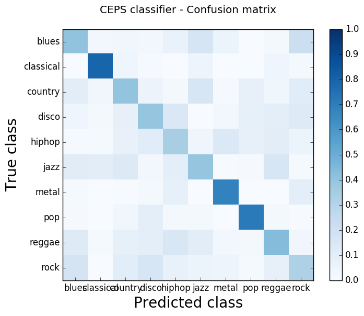 CEPS classifier - Confusion matrix
True class
blues
classical
country
disco
hiphop
jazz
metal
pop
reggae
rock
blues classical country disco hiphop jazz metal pop reggae rock
Predicted class
1.0
0.9
0.8
0.7
0.6
0.5
0.4
0.3
0.2
0.1
0.0